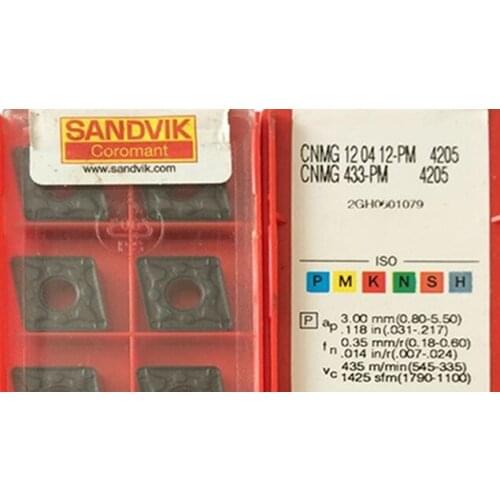 SANDVIK
Coromant
www.sandvik.com
CNMG 12 04 12-PM 4205
CNMG 433-PM 4205
2GH0601079
ISO
P M K N S H
P ap 3.00 mm(0.80-5.50)
.118 in(.031-.217)
fn 0.35 mm/r(0.18-0.60)
.014 in/r(.007-.024)
vc 435 m/min(545-335)
1425 sfm(1790-1100)